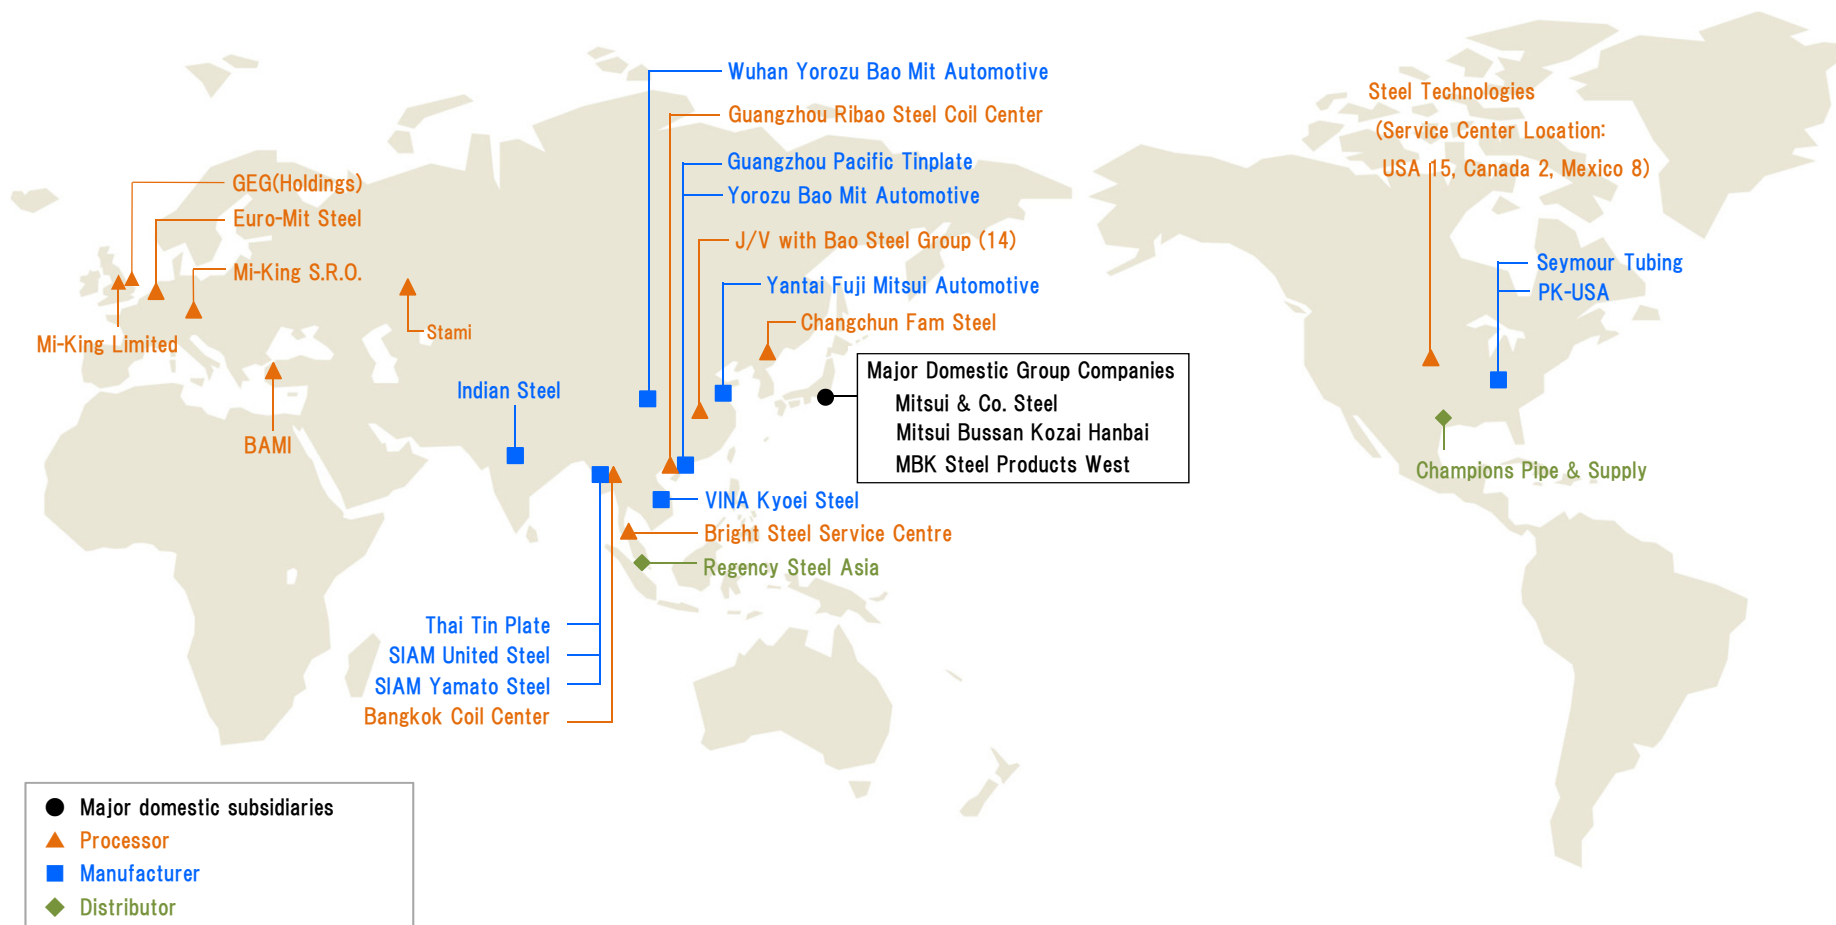 Wuhan Yorozu Bao Mit Automotive
Guangzhou Ribao Steel Coil Center
Guangzhou Pacific Tinplate
Yorozu Bao Mit Automotive
J/V with Bao Steel Group (14)
Yantai Fuji Mitsui Automotive
Changchun Fam Steel
Steel Technologies
(Service Center Location:
USA 15, Canada 2, Mexico 8)
GEG(Holdings)
Euro-Mit Steel
Mi-King S.R.O.
Mi-King Limited
Stami
BAMI
Indian Steel
Seymour Tubing
PK-USA
Major Domestic Group Companies
Mitsui & Co. Steel
Mitsui Bussan Kozai Hanbai
MBK Steel Products West
Champions Pipe & Supply
VINA Kyoei Steel
Bright Steel Service Centre
Regency Steel Asia
Thai Tin Plate
SIAM United Steel
SIAM Yamato Steel
Bangkok Coil Center
Major domestic subsidiaries
Processor
Manufacturer
Distributor